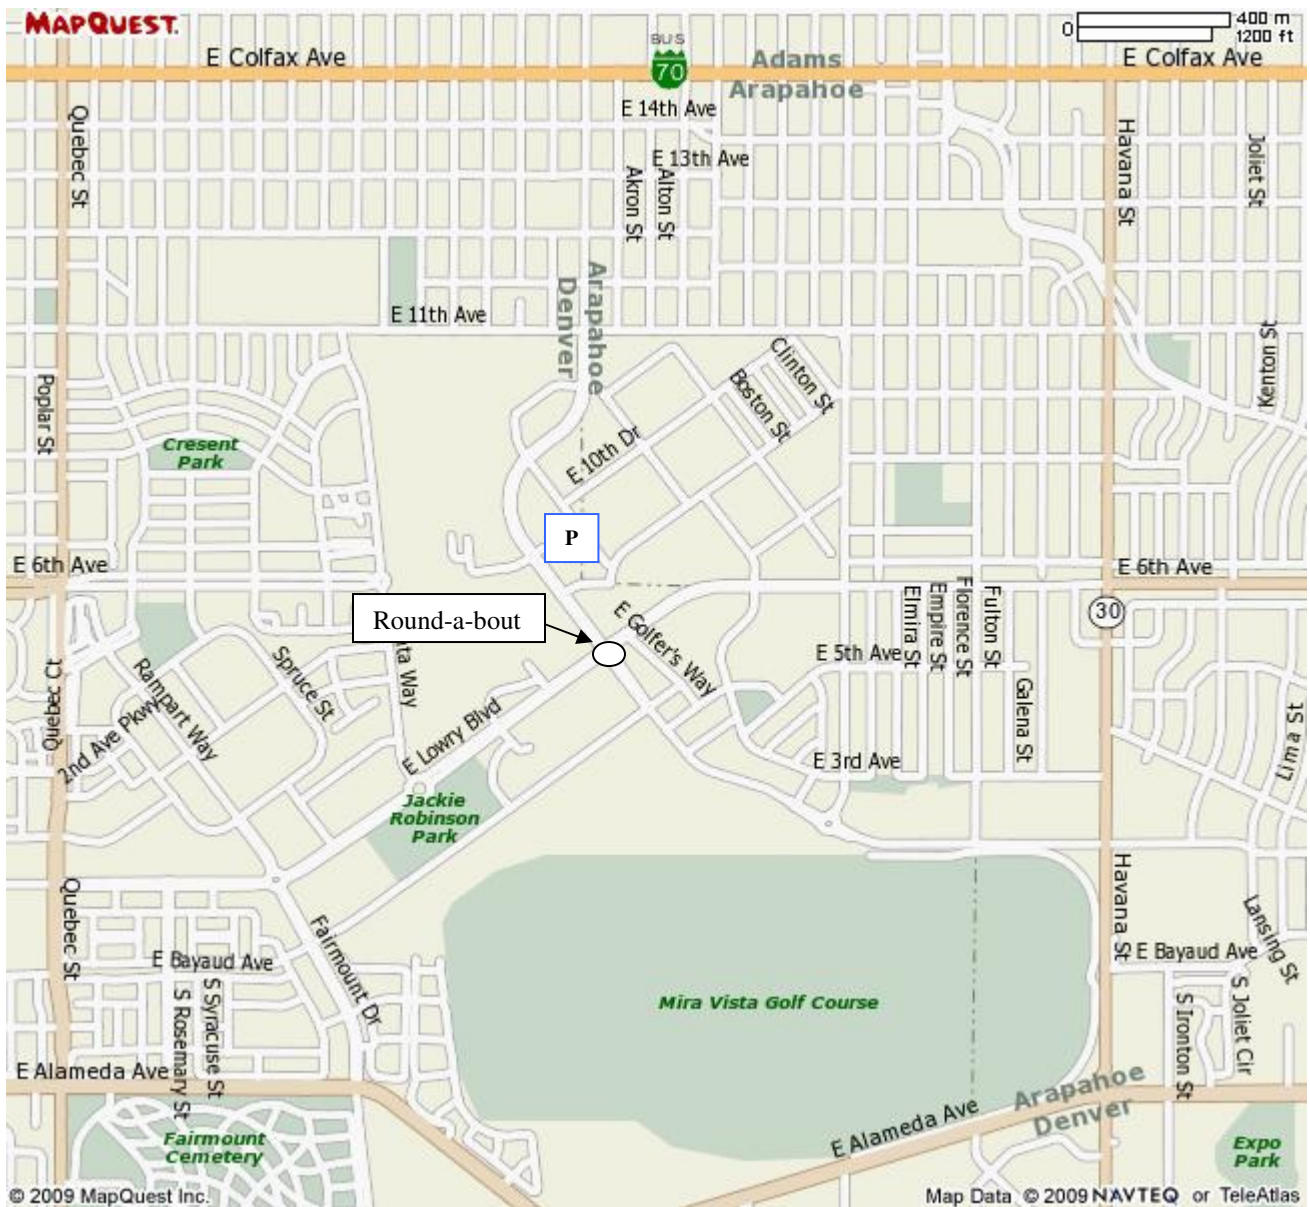 MAPQUEST.
0
400 m
1200 ft
E Colfax Ave
BUS
70
Adams
Arapahoe
E Colfax Ave
E 14th Ave
E 13th Ave
Quebec St
Akron St
Alton St
Havana St
Joliet St
Arapahoe
Denver
E 11th Ave
Poplar St
Clinton St
Boston St
Kenton St
Cresent
Park
E 10th Dr
P
E 6th Ave
E 6th Ave
30
Round-a-bout
E Golfer's Way
Elmira St
Empire St
Florence St
Fulton St
E 5th Ave
Galena St
Quebec Ct
Rampart Way
Spruce St
ta Way
2nd Ave Pkwy
E Lowry Blvd
Lima St
E 3rd Ave
Jackie
Robinson
Park
Quebec St
Fairmount Dr
Havana St
Lansing St
E Bayaud Ave
E Bayaud Ave
S Rosemary St
S Syracuse St
Mira Vista Golf Course
S Ironton St
S Joliet Cir
E Alameda Ave
Arapahoe
Denver
E Alameda Ave
Fairmount
Cemetery
Expo
Park
© 2009 MapQuest Inc.
Map Data © 2009 NAVTEQ or TeleAtlas